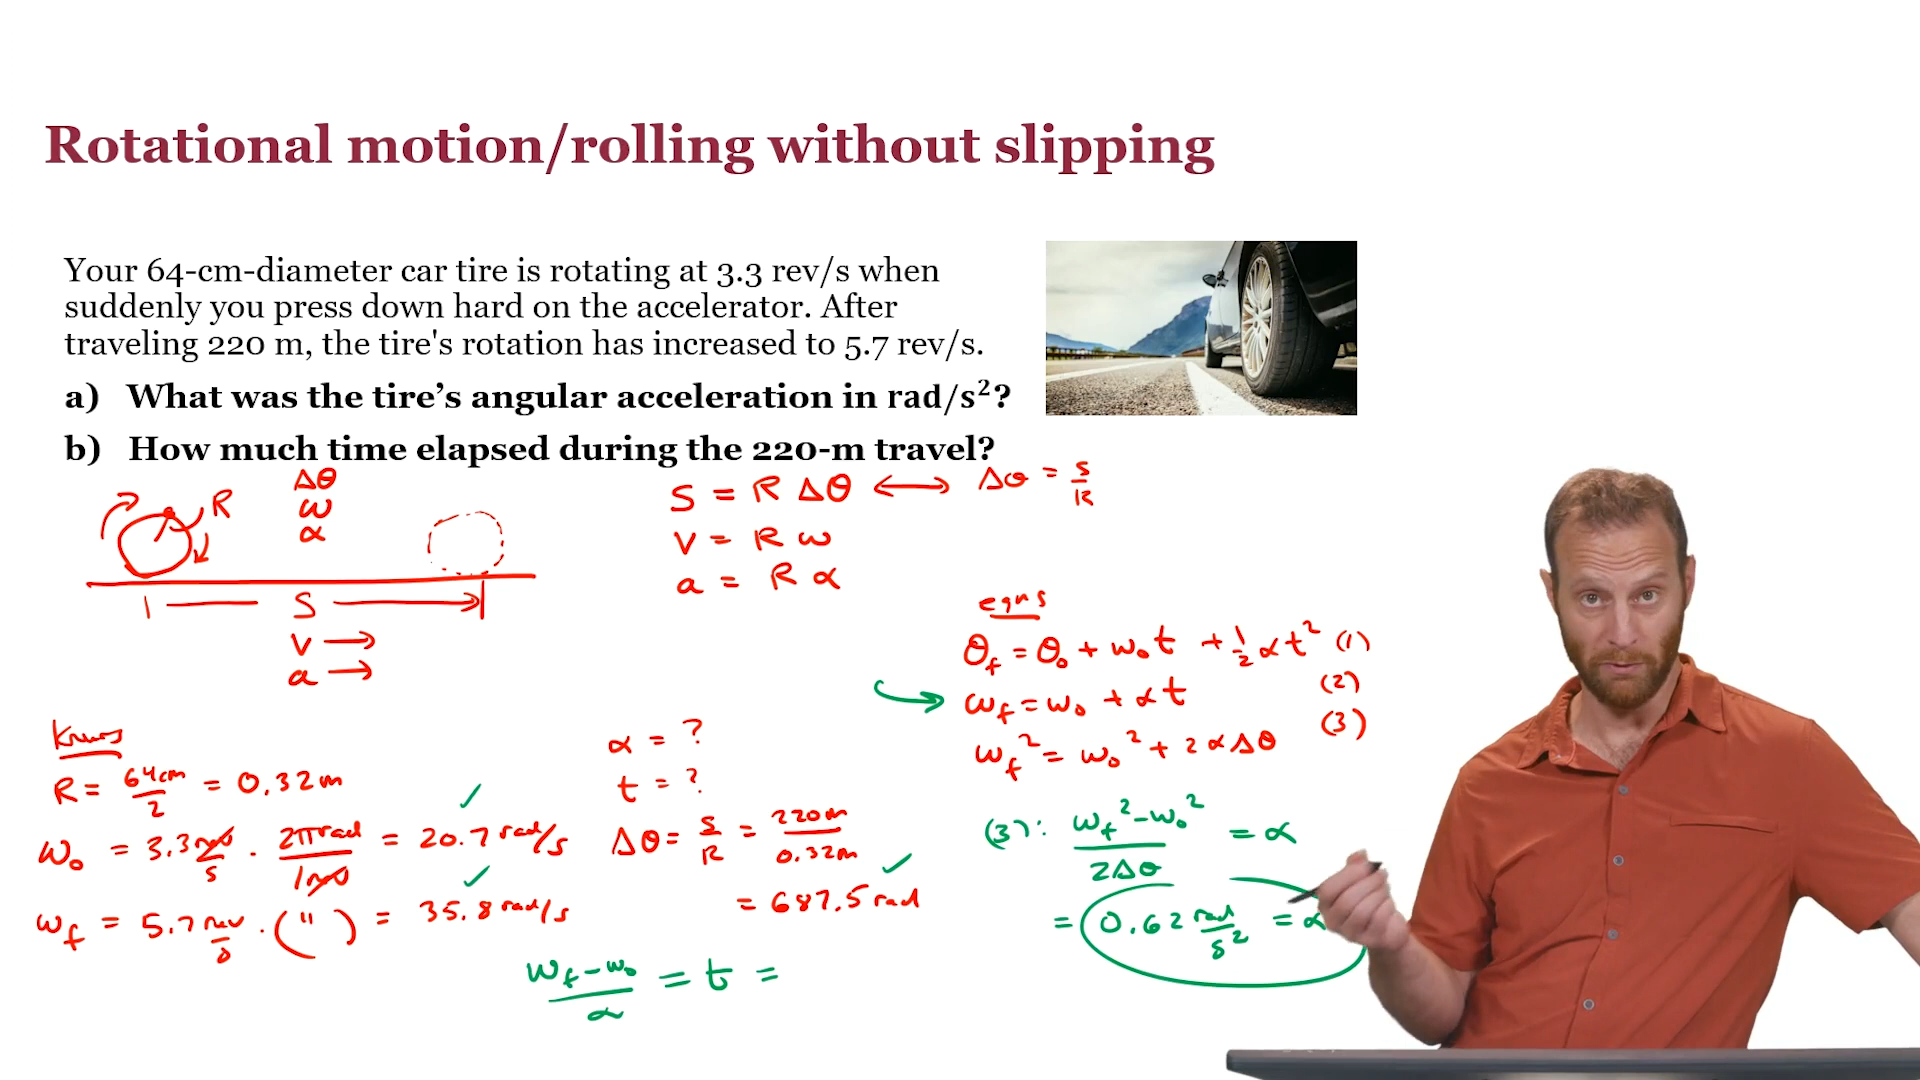 Rotational motion/rolling without slipping
Your 64-cm-diameter car tire is rotating at 3.3 rev/s when
suddenly you press down hard on the accelerator. After
traveling 220 m, the tire's rotation has increased to 5.7 rev/s.
a) What was the tire’s angular acceleration in rad/s²?
b) How much time elapsed during the 220-m travel?
R
Δθ
ω
α
S
v →
a →
S = R Δθ ⟷ Δθ = S/R
v = R ω
a = R α
eqns
θf = θ₀ + ω₀t + ½αt² (1)
ωf = ω₀ + αt (2)
ωf² = ω₀² + 2αΔθ (3)
Knows
R = 64cm/2 = 0.32m
ω₀ = 3.3 rev/s · 2π rad/1 rev = 20.7 rad/s ✓
ωf = 5.7 rev/s · (") = 35.8 rad/s ✓
α = ?
t = ?
Δθ = S/R = 220m/0.32m
= 687.5 rad ✓
(3): ωf²-ω₀²/2Δθ = α
= 0.62 rad/s² = α
ωf-ω₀/α = t =